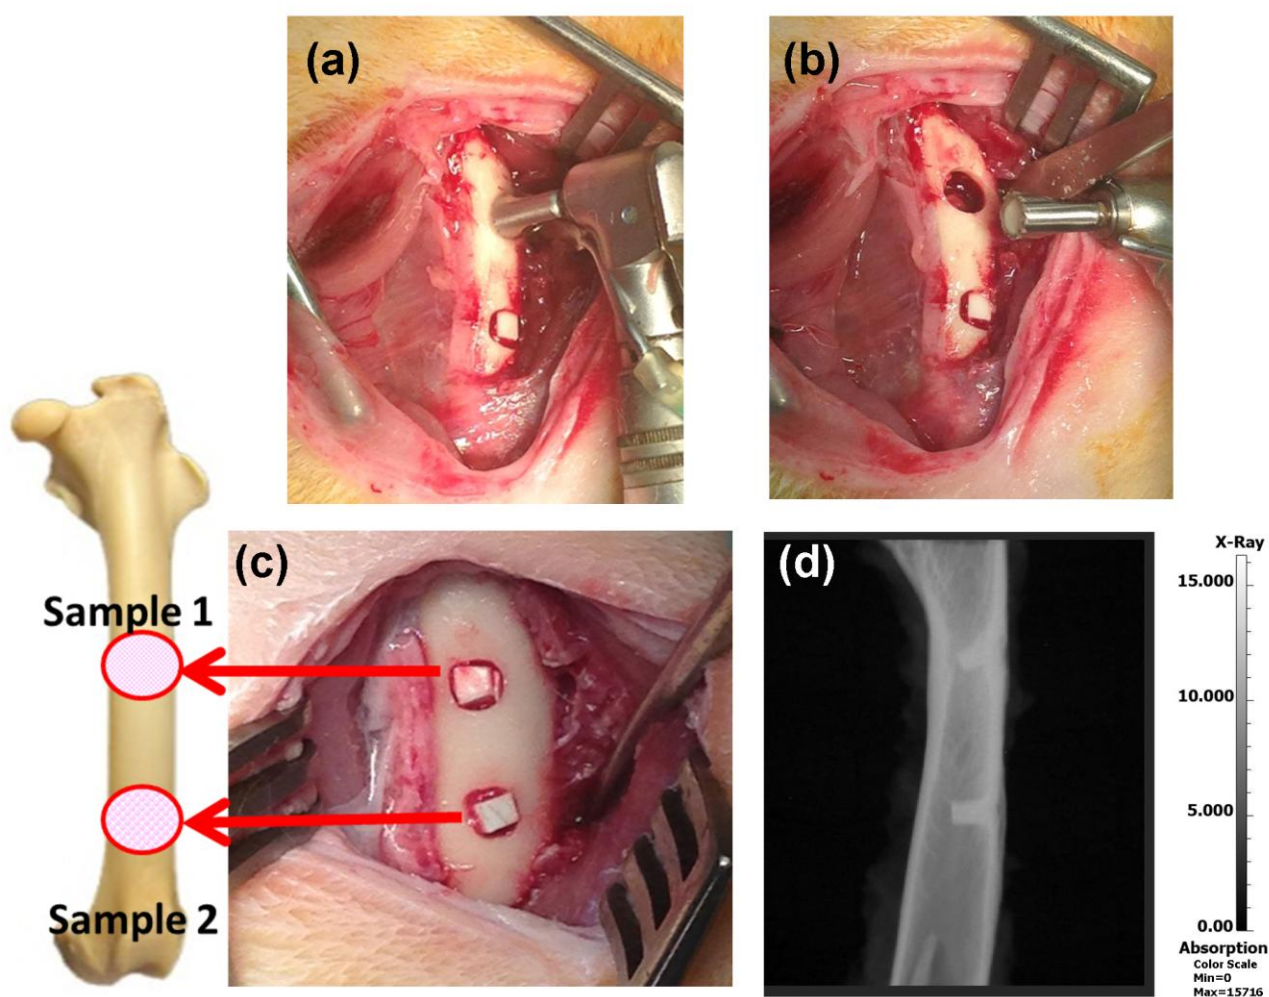 (a)
(b)
Sample 1
Sample 2
(c)
(d)
X-Ray
15.000
10.000
5.000
0.00
Absorption
Color Scale
Min=0
Max=15716